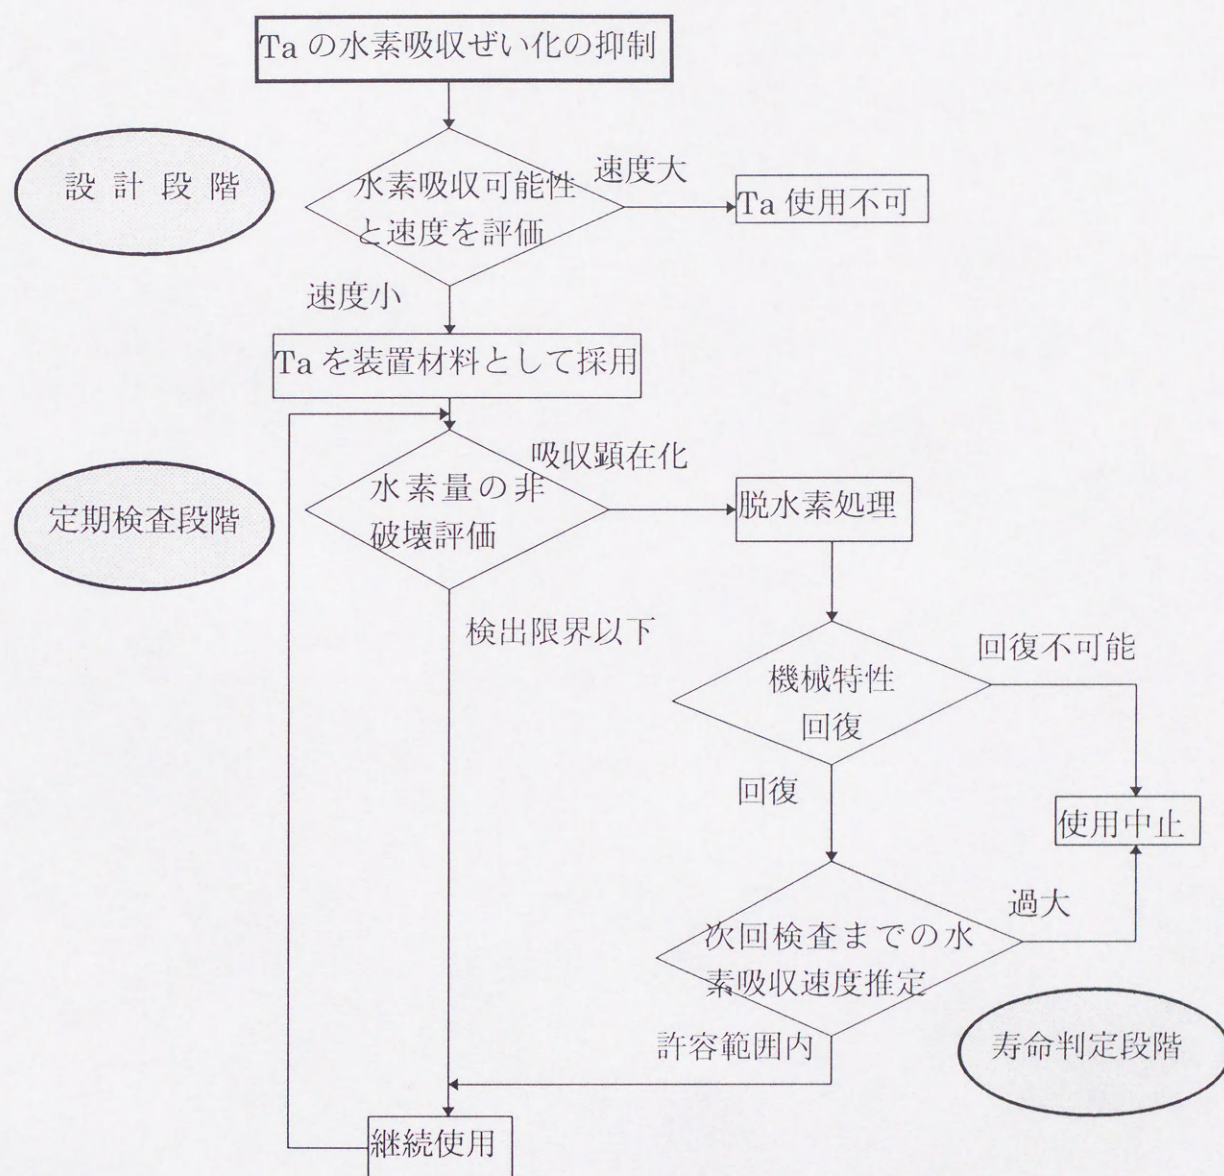 Taの水素吸収ぜい化の抑制
設計段階
水素吸収可能性
と速度を評価
速度大
Ta使用不可
速度小
Taを装置材料として採用
定期検査段階
水素量の非
破壊評価
吸収顕在化
脱水素処理
検出限界以下
機械特性
回復
回復不可能
回復
使用中止
次回検査までの水
素吸収速度推定
過大
許容範囲内
寿命判定段階
継続使用